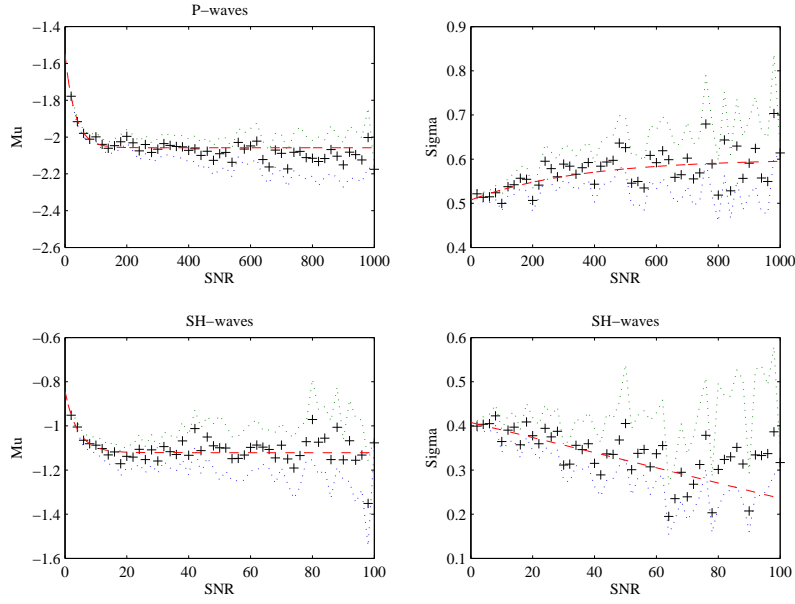 P−waves
−1.4
−1.6
−1.8
−2
−2.2
−2.4
−2.6
Mu
0 200 400 600 800 1000
SNR
0.9
0.8
0.7
0.6
0.5
0.4
Sigma
0 200 400 600 800 1000
SNR
SH−waves
−0.6
−0.8
−1
−1.2
−1.4
−1.6
Mu
0 20 40 60 80 100
SNR
SH−waves
0.6
0.5
0.4
0.3
0.2
0.1
Sigma
0 20 40 60 80 100
SNR